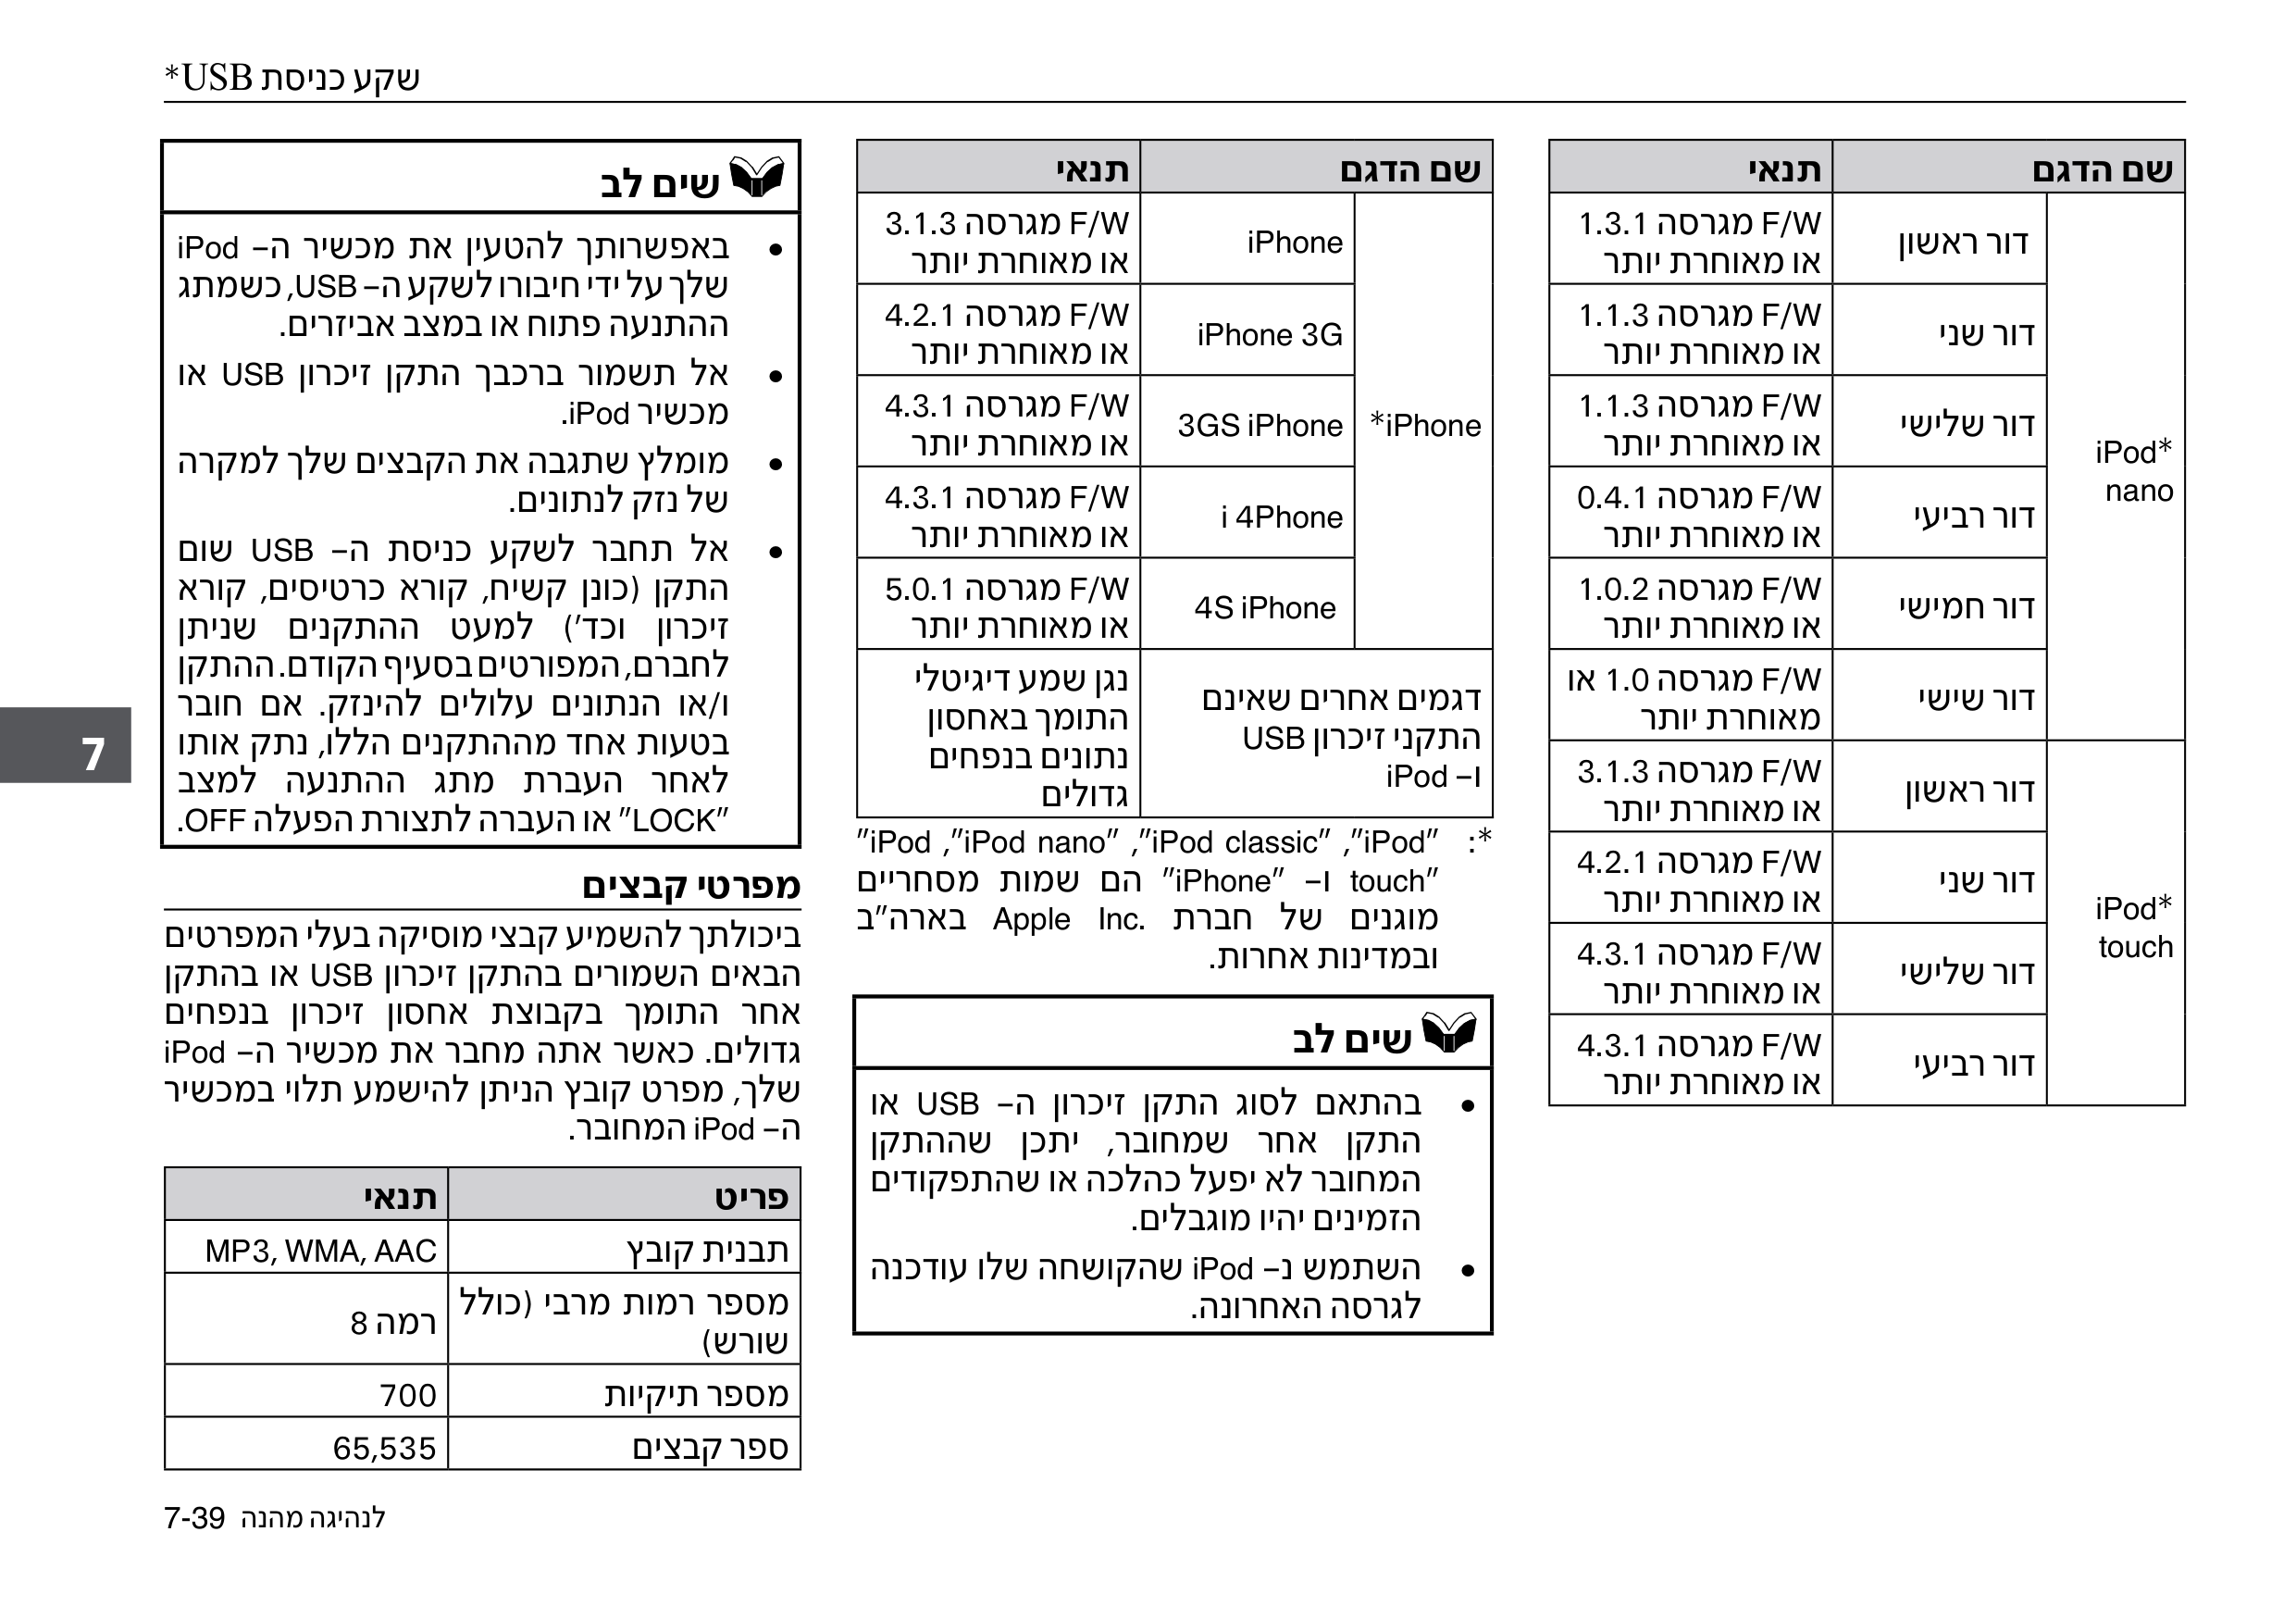 שקע כניסת USB*
שם הדגם תנאי
iPod*
nano
דור ראשון F/W מגרסה 1.3.1
או מאוחרת יותר
דור שני F/W מגרסה 1.1.3
או מאוחרת יותר
דור שלישי F/W מגרסה 1.1.3
או מאוחרת יותר
דור רביעי F/W מגרסה 0.4.1
או מאוחרת יותר
דור חמישי F/W מגרסה 1.0.2
או מאוחרת יותר
דור שישי F/W מגרסה 1.0 או
מאוחרת יותר
iPod*
touch
דור ראשון F/W מגרסה 3.1.3
או מאוחרת יותר
דור שני F/W מגרסה 4.2.1
או מאוחרת יותר
דור שלישי F/W מגרסה 4.3.1
או מאוחרת יותר
דור רביעי F/W מגרסה 4.3.1
או מאוחרת יותר
שם הדגם תנאי
*iPhone
iPhone F/W מגרסה 3.1.3
או מאוחרת יותר
iPhone 3G F/W מגרסה 4.2.1
או מאוחרת יותר
3GS iPhone F/W מגרסה 4.3.1
או מאוחרת יותר
i 4Phone F/W מגרסה 4.3.1
או מאוחרת יותר
4S iPhone F/W מגרסה 5.0.1
או מאוחרת יותר
דגמים אחרים שאינם
התקני זיכרון USB
ו– iPod
נגן שמע דיגיטלי
התומך באחסון
נתונים בנפחים
גדולים
*: "iPod", "iPod classic", "iPod nano", "iPod
touch" ו– "iPhone" הם שמות מסחריים
מוגנים של חברת Apple Inc. בארה"ב
ובמדינות אחרות.
שים לב
• בהתאם לסוג התקן זיכרון ה– USB או
התקן אחר שמחובר, יתכן שההתקן
המחובר לא יפעל כהלכה או שהתפקודים
הזמינים יהיו מוגבלים.
• השתמש נ– iPod שהקושחה שלו עודכנה
לגרסה האחרונה.
שים לב
• באפשרותך להטעין את מכשיר ה– iPod
שלך על ידי חיבורו לשקע ה– USB, כשמתג
ההתנעה פתוח או במצב אביזרים.
• אל תשמור ברכבך התקן זיכרון USB או
מכשיר iPod.
• מומלץ שתגבה את הקבצים שלך למקרה
של נזק לנתונים.
• אל תחבר לשקע כניסת ה– USB שום
התקן (כונן קשיח, קורא כרטיסים, קורא
זיכרון וכד') למעט ההתקנים שניתן
לחברם, המפורטים בסעיף הקודם. ההתקן
ו/או הנתונים עלולים להינזק. אם חובר
בטעות אחד מההתקנים הללו, נתק אותו
לאחר העברת מתג ההתנעה למצב
"LOCK" או העברה לתצורת הפעלה OFF.
מפרטי קבצים
ביכולתך להשמיע קבצי מוסיקה בעלי המפרטים
הבאים השמורים בהתקן זיכרון USB או בהתקן
אחר התומך בקבוצת אחסון זיכרון בנפחים
גדולים. כאשר אתה מחבר את מכשיר ה– iPod
שלך, מפרט קובץ הניתן להישמע תלוי במכשיר
ה– iPod המחובר.
פריט תנאי
תבנית קובץ MP3, WMA, AAC
מספר רמות מרבי (כולל
שורש)
רמה 8
מספר תיקיות 700
ספר קבצים 65,535
7
לנהיגה מהנה 7-39